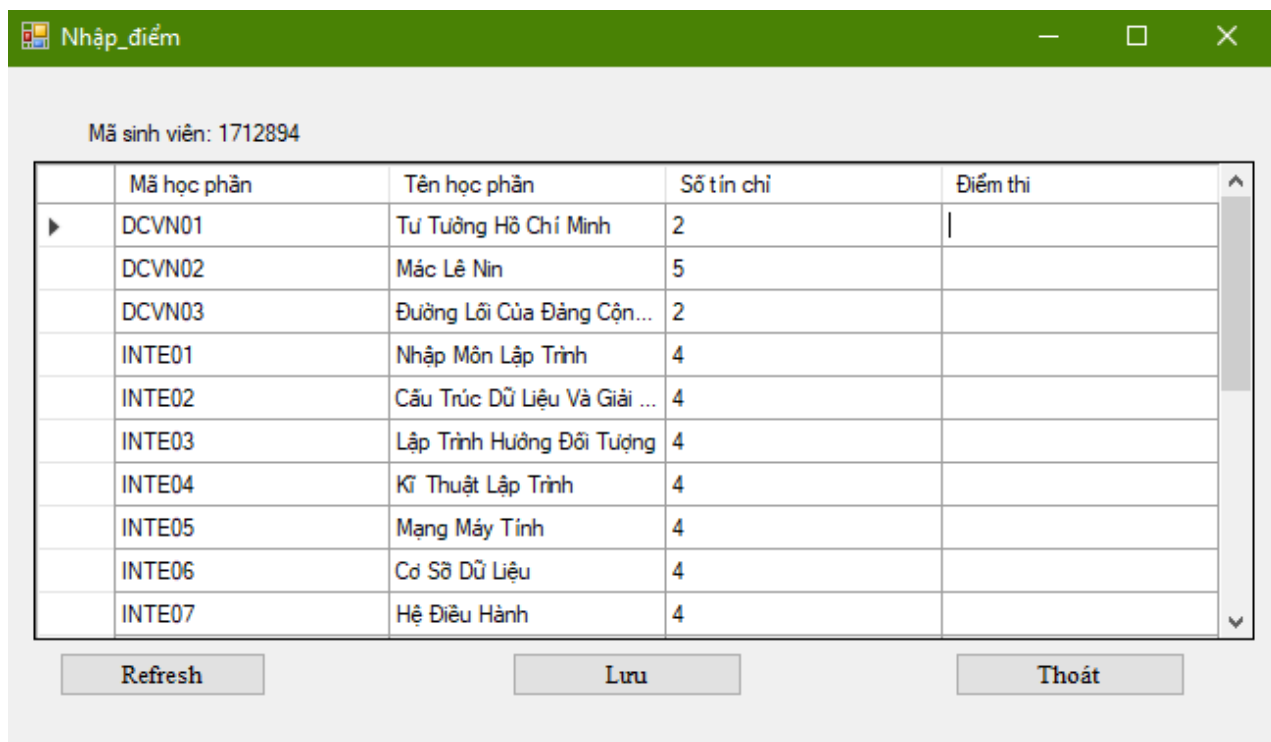 Nhập_điểm
Mã sinh viên: 1712894
Mã học phần Tên học phần Số tín chỉ Điểm thi
DCVN01 Tư Tưởng Hồ Chí Minh 2
DCVN02 Mác Lê Nin 5
DCVN03 Đường Lối Của Đảng Cộn... 2
INTE01 Nhập Môn Lập Trình 4
INTE02 Cấu Trúc Dữ Liệu Và Giải ... 4
INTE03 Lập Trình Hướng Đối Tượng 4
INTE04 Kĩ Thuật Lập Trình 4
INTE05 Mạng Máy Tính 4
INTE06 Cơ Sỡ Dữ Liệu 4
INTE07 Hệ Điều Hành 4
Refresh Lưu Thoát